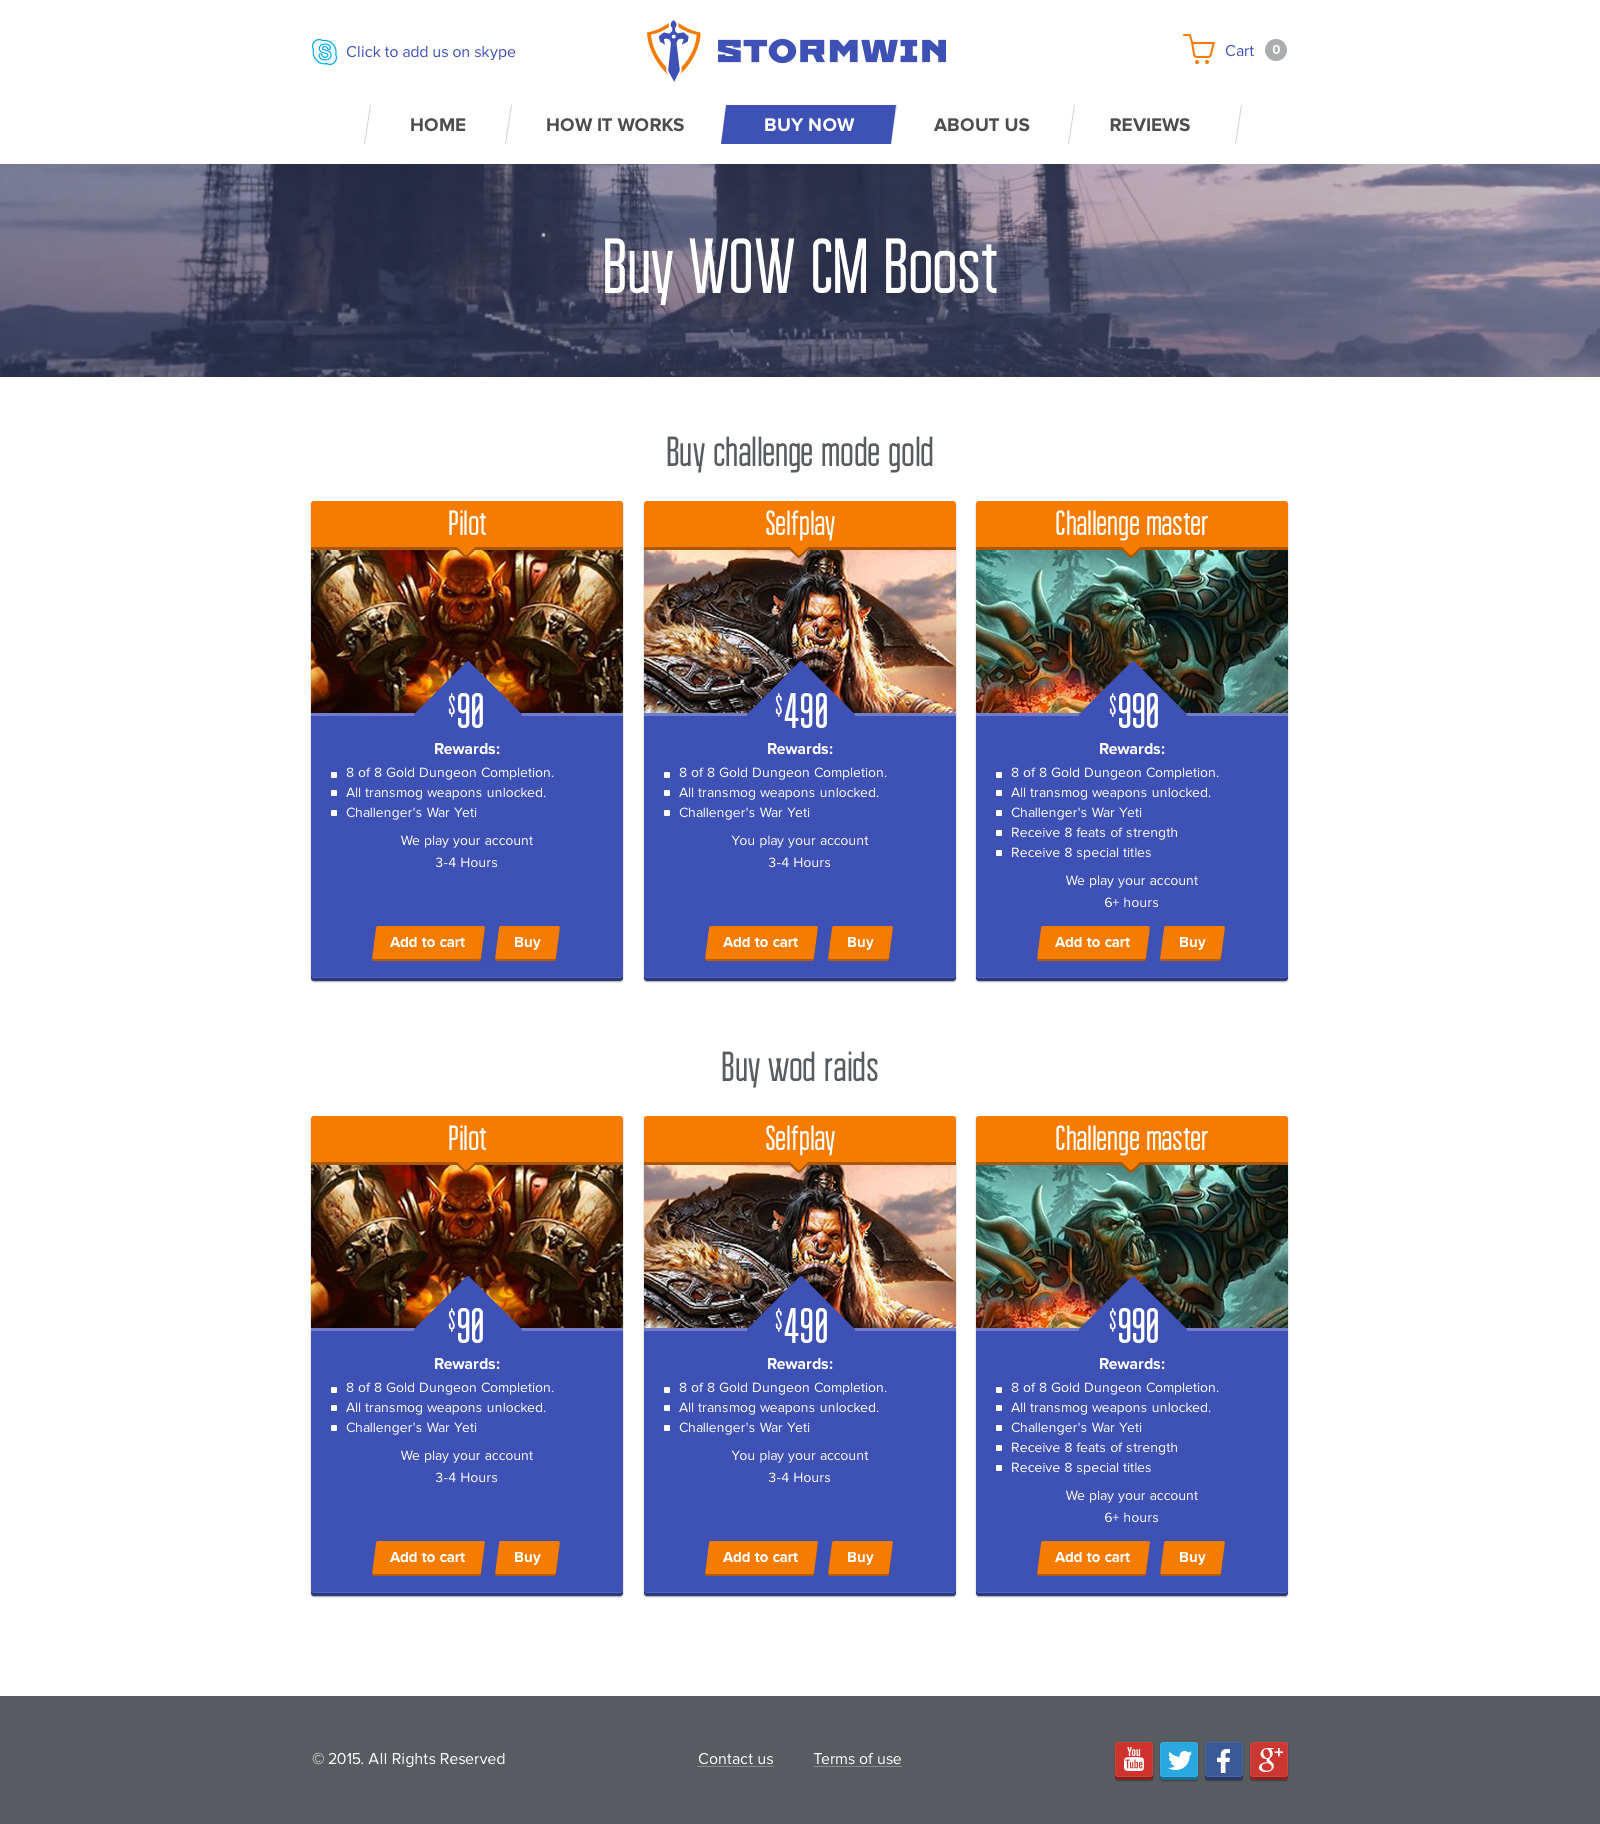 Click to add us on skype
STORMWIN
Cart 0
HOME
HOW IT WORKS
BUY NOW
ABOUT US
REVIEWS
Buy WOW CM Boost
Buy challenge mode gold
Pilot
$90
Rewards:
8 of 8 Gold Dungeon Completion.
All transmog weapons unlocked.
Challenger's War Yeti
We play your account
3-4 Hours
Add to cart
Buy
Selfplay
$490
Rewards:
8 of 8 Gold Dungeon Completion.
All transmog weapons unlocked.
Challenger's War Yeti
You play your account
3-4 Hours
Add to cart
Buy
Challenge master
$990
Rewards:
8 of 8 Gold Dungeon Completion.
All transmog weapons unlocked.
Challenger's War Yeti
Receive 8 feats of strength
Receive 8 special titles
We play your account
6+ hours
Add to cart
Buy
Buy wod raids
Pilot
$90
Rewards:
8 of 8 Gold Dungeon Completion.
All transmog weapons unlocked.
Challenger's War Yeti
We play your account
3-4 Hours
Add to cart
Buy
Selfplay
$490
Rewards:
8 of 8 Gold Dungeon Completion.
All transmog weapons unlocked.
Challenger's War Yeti
You play your account
3-4 Hours
Add to cart
Buy
Challenge master
$990
Rewards:
8 of 8 Gold Dungeon Completion.
All transmog weapons unlocked.
Challenger's War Yeti
Receive 8 feats of strength
Receive 8 special titles
We play your account
6+ hours
Add to cart
Buy
© 2015. All Rights Reserved
Contact us
Terms of use
You
Tube
f
g+